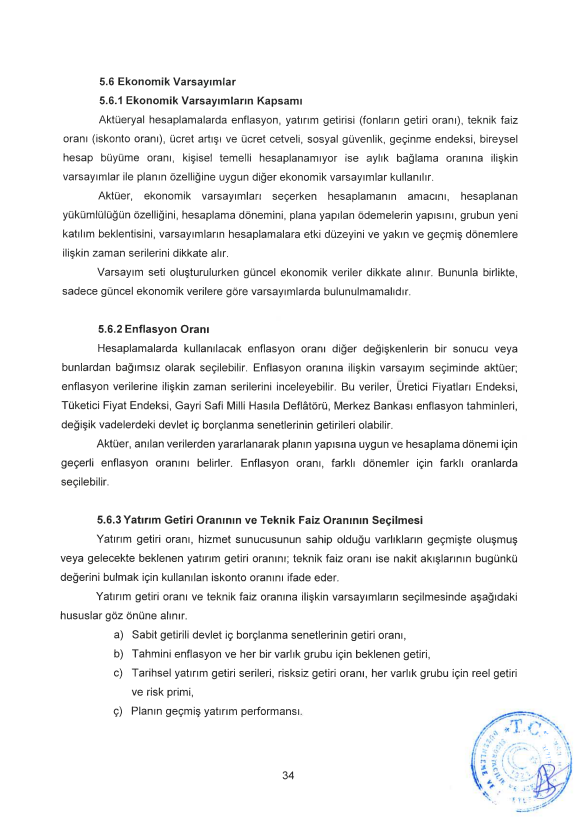 5.6 Ekonomik Varsayımlar
5.6.1 Ekonomik Varsayımların Kapsamı
Aktüeryal hesaplamalarda enflasyon, yatırım getirisi (fonların getiri oranı), teknik faiz
oranı (iskonto oranı), ücret artışı ve ücret cetveli, sosyal güvenlik, geçinme endeksi, bireysel
hesap büyüme oranı, kişisel temelli hesaplanamıyor ise aylık bağlama oranına ilişkin
varsayımlar ile planın özelliğine uygun diğer ekonomik varsayımlar kullanılır.
Aktüer, ekonomik varsayımları seçerken hesaplamanın amacını, hesaplanan
yükümlülüğün özelliğini, hesaplama dönemini, plana yapılan ödemelerin yapısını, grubun yeni
katılım beklentisini, varsayımların hesaplamalara etki düzeyini ve yakın ve geçmiş dönemlere
ilişkin zaman serilerini dikkate alır.
Varsayım seti oluşturulurken güncel ekonomik veriler dikkate alınır. Bununla birlikte,
sadece güncel ekonomik verilere göre varsayımlarda bulunulmamalıdır.
5.6.2 Enflasyon Oranı
Hesaplamalarda kullanılacak enflasyon oranı diğer değişkenlerin bir sonucu veya
bunlardan bağımsız olarak seçilebilir. Enflasyon oranına ilişkin varsayım seçiminde aktüer;
enflasyon verilerine ilişkin zaman serilerini inceleyebilir. Bu veriler, Üretici Fiyatları Endeksi,
Tüketici Fiyat Endeksi, Gayri Safi Milli Hasıla Deflâtörü, Merkez Bankası enflasyon tahminleri,
değişik vadelerdeki devlet iç borçlanma senetlerinin getirileri olabilir.
Aktüer, anılan verilerden yararlanarak planın yapısına uygun ve hesaplama dönemi için
geçerli enflasyon oranını belirler. Enflasyon oranı, farklı dönemler için farklı oranlarda
seçilebilir.
5.6.3 Yatırım Getiri Oranının ve Teknik Faiz Oranının Seçilmesi
Yatırım getiri oranı, hizmet sunucusunun sahip olduğu varlıkların geçmişte oluşmuş
veya gelecekte beklenen yatırım getiri oranını; teknik faiz oranı ise nakit akışlarının bugünkü
değerini bulmak için kullanılan iskonto oranını ifade eder.
Yatırım getiri oranı ve teknik faiz oranına ilişkin varsayımların seçilmesinde aşağıdaki
hususlar göz önüne alınır.
a) Sabit getirili devlet iç borçlanma senetlerinin getiri oranı,
b) Tahmini enflasyon ve her bir varlık grubu için beklenen getiri,
c) Tarihsel yatırım getiri serileri, risksiz getiri oranı, her varlık grubu için reel getiri
ve risk primi,
ç) Planın geçmiş yatırım performansı.
34
T.C.